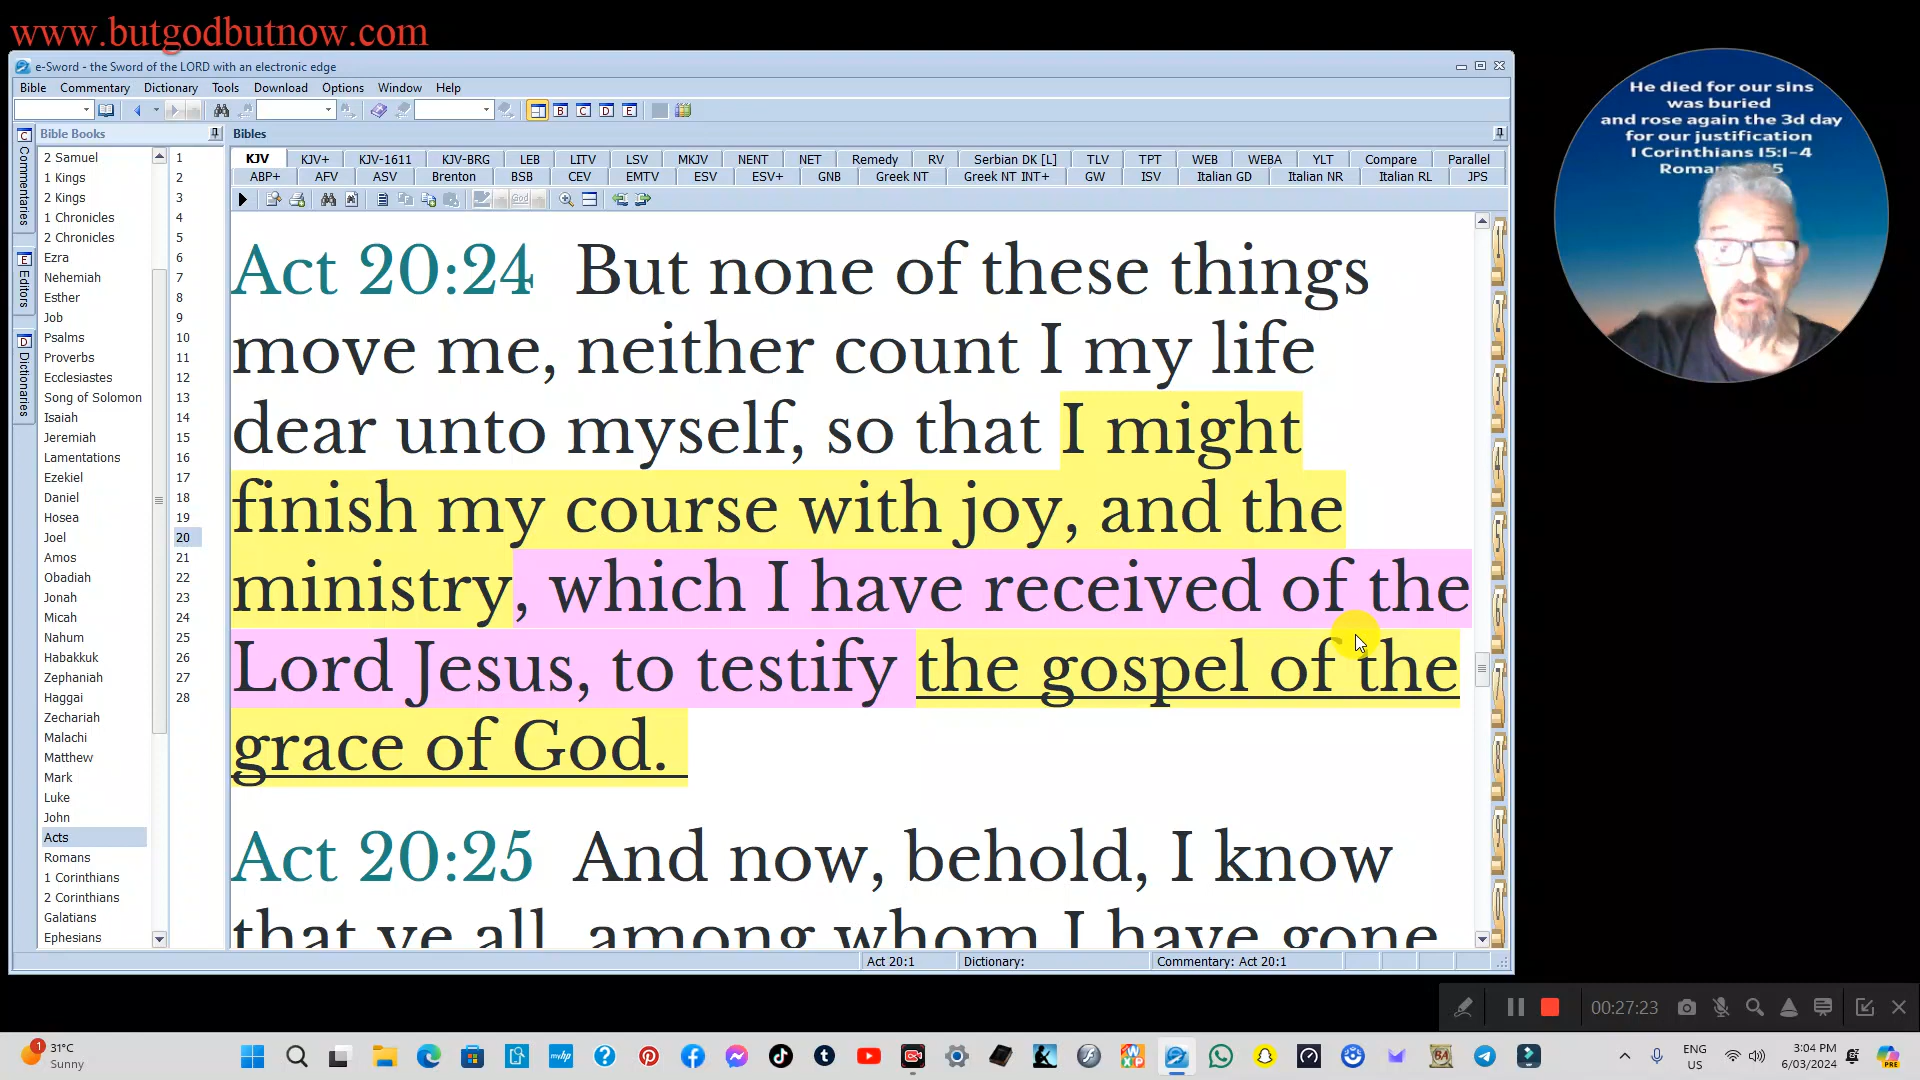 www.butgodbutnow.com
e-Sword - the Sword of the LORD with an electronic edge
Bible Commentary Dictionary Tools Download Options Window Help
Bible Books
Bibles
Commentaries
Editors
Dictionaries
2 Samuel
1 Kings
2 Kings
1 Chronicles
2 Chronicles
Ezra
Nehemiah
Esther
Job
Psalms
Proverbs
Ecclesiastes
Song of Solomon
Isaiah
Jeremiah
Lamentations
Ezekiel
Daniel
Hosea
Joel
Amos
Obadiah
Jonah
Micah
Nahum
Habakkuk
Zephaniah
Haggai
Zechariah
Malachi
Matthew
Mark
Luke
John
Acts
Romans
1 Corinthians
2 Corinthians
Galatians
Ephesians
1
2
3
4
5
6
7
8
9
10
11
12
13
14
15
16
17
18
19
20
21
22
23
24
25
26
27
28
KJV KJV+ KJV-1611 KJV-BRG LEB LITV LSV MKJV NENT NET Remedy RV Serbian DK [L] TLV TPT WEB WEBA YLT Compare Parallel
ABP+ AFV ASV Brenton BSB CEV EMTV ESV ESV+ GNB Greek NT Greek NT INT+ GW ISV Italian GD Italian NR Italian RL JPS
Act 20:24 But none of these things
move me, neither count I my life
dear unto myself, so that I might
finish my course with joy, and the
ministry, which I have received of the
Lord Jesus, to testify the gospel of the
grace of God.
Act 20:25 And now, behold, I know
that ye all, among whom I have gone
Act 20:1
Dictionary:
Commentary: Act 20:1
He died for our sins
was buried
and rose again the 3d day
for our justification
I Corinthians 15:1-4
00:27:23
31°C
Sunny
ENG
US
3:04 PM
6/03/2024